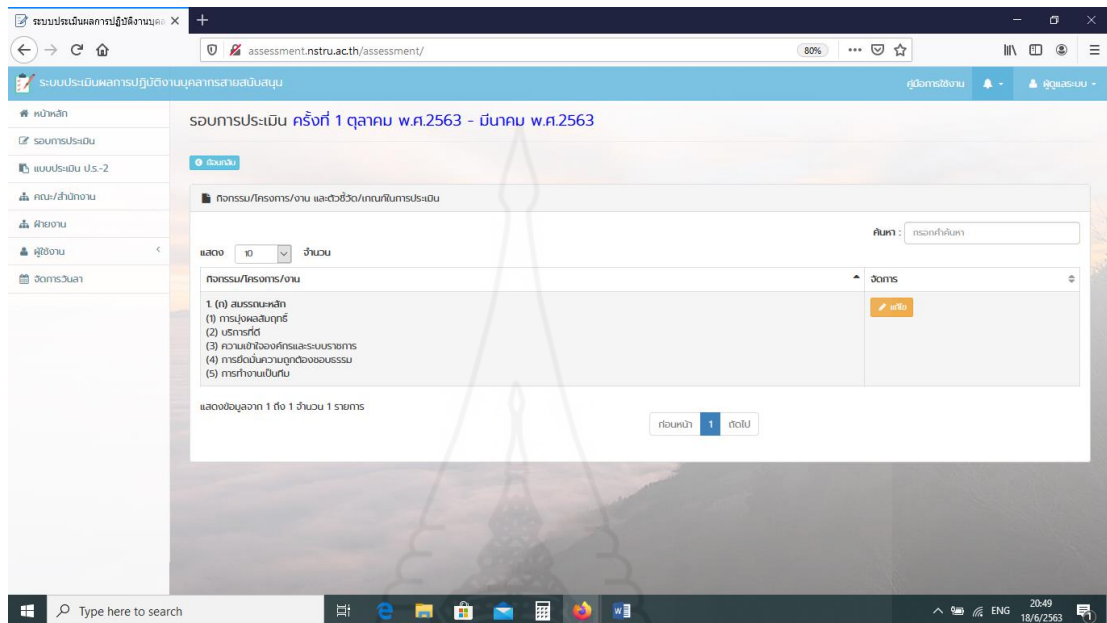 ระบบประเมินผลการปฏิบัติงานบุคล
assessment.nstru.ac.th/assessment/
80%
ระบบประเมินผลการปฏิบัติงานบุคลากรสายสนับสนุน
คู่มือการใช้งาน
ผู้ดูแลระบบ
หน้าหลัก
รอบการประเมิน
แบบประเมิน ป.ร.-2
คณะ/สำนักงาน
ฝ่ายงาน
ผู้ใช้งาน
จัดการวันลา
รอบการประเมิน ครั้งที่ 1 ตุลาคม พ.ศ.2563 - มีนาคม พ.ศ.2563
ย้อนกลับ
กิจกรรม/โครงการ/งาน และตัวชี้วัด/เกณฑ์ในการประเมิน
ค้นหา : กรอกคำค้นหา
แสดง 10 จำนวน
กิจกรรม/โครงการ/งาน จัดการ
1. (ก) สมรรถนะหลัก
(1) การมุ่งผลสัมฤทธิ์
(2) บริการที่ดี
(3) ความเข้าใจองค์กรและระบบราชการ
(4) การยึดมั่นความถูกต้องชอบธรรม
(5) การทำงานเป็นทีม
แก้ไข
แสดงข้อมูลจาก 1 ถึง 1 จำนวน 1 รายการ
ก่อนหน้า 1 ถัดไป
Type here to search
ENG
20:49
18/6/2563